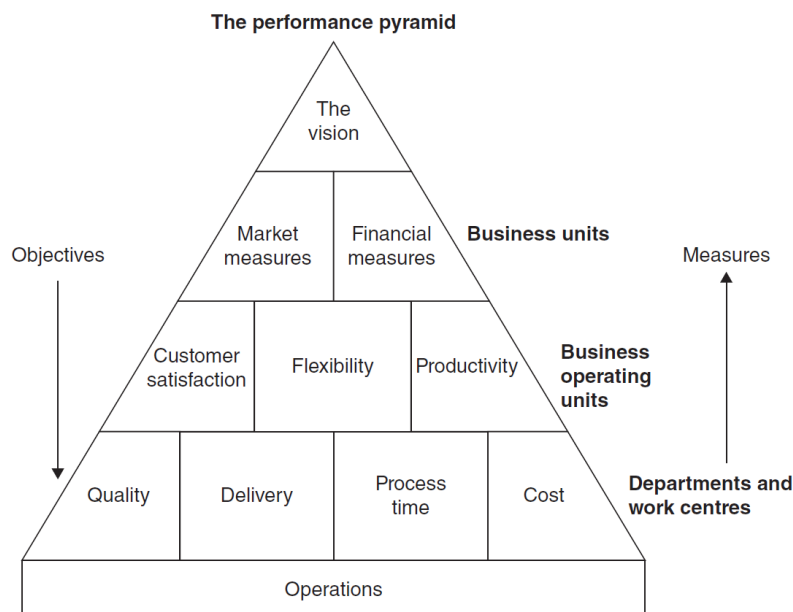 The performance pyramid
The
vision
Market
measures
Financial
measures
Business units
Objectives
Measures
Customer
satisfaction
Flexibility
Productivity
Business
operating
units
Quality
Delivery
Process
time
Cost
Departments and
work centres
Operations